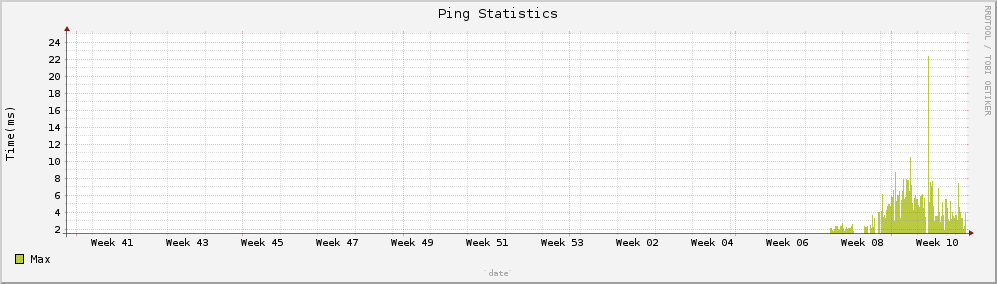 Ping Statistics
RRDTOOL / TOBI OETIKER
Time(ms)
24
22
20
18
16
14
12
10
8
6
4
2
Week 41 Week 43 Week 45 Week 47 Week 49 Week 51 Week 53 Week 02 Week 04 Week 06 Week 08 Week 10
Max
`date`